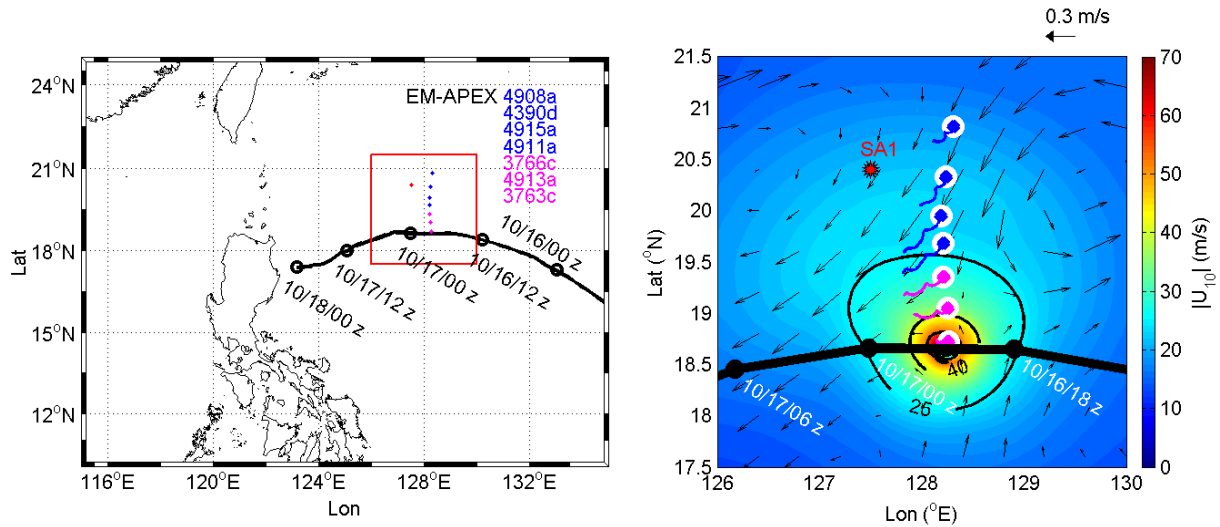 24°N
21°N
18°N
15°N
12°N
Lat
116°E
120°E
124°E
128°E
132°E
Lon
EM-APEX 4908a
4390d
4915a
4911a
3766c
4913a
3763c
10/16/00 z
10/16/12 z
10/17/00 z
10/17/12 z
10/18/00 z
0.3 m/s
21.5
21
20.5
20
19.5
19
18.5
18
17.5
Lat (°N)
126
127
128
129
130
Lon (°E)
SA1
40
25
10/17/06 z
10/17/00 z
10/16/18 z
70
60
50
40
30
20
10
0
|U10| (m/s)